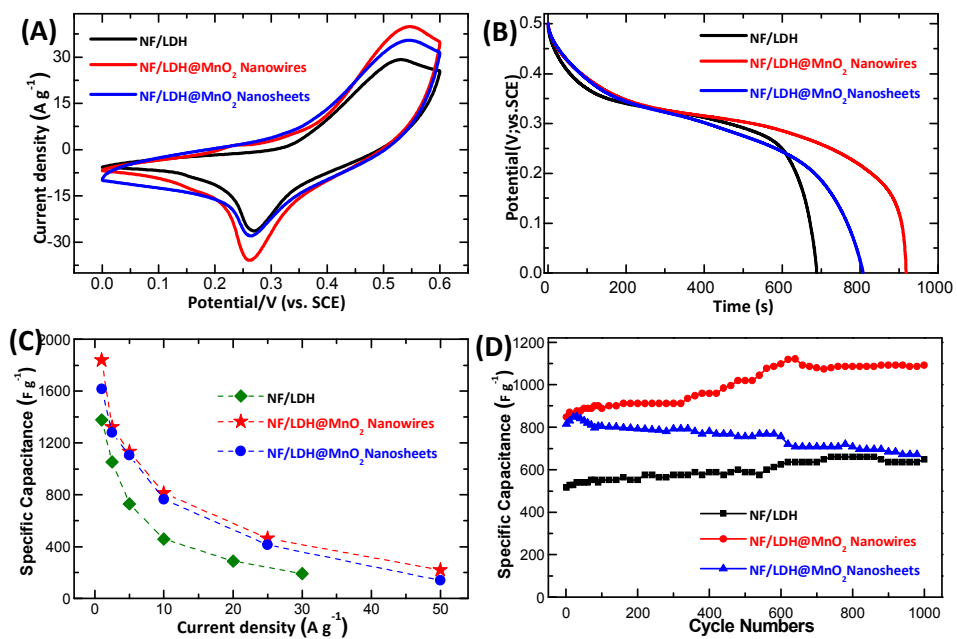 (A)
NF/LDH
NF/LDH@MnO2 Nanowires
NF/LDH@MnO2 Nanosheets
Current density (A g-1)
30
15
0
-15
-30
0.0 0.1 0.2 0.3 0.4 0.5 0.6
Potential/V (vs. SCE)
(B)
NF/LDH
NF/LDH@MnO2 Nanowires
NF/LDH@MnO2 Nanosheets
Potential(V;vs.SCE)
0.5
0.4
0.3
0.2
0.1
0.0
0 200 400 600 800 1000
Time (s)
(C)
NF/LDH
NF/LDH@MnO2 Nanowires
NF/LDH@MnO2 Nanosheets
Specific Capacitance (F g-1)
2000
1600
1200
800
400
0
0 10 20 30 40 50
Current density (A g-1)
(D)
NF/LDH
NF/LDH@MnO2 Nanowires
NF/LDH@MnO2 Nanosheets
Specific Capacitance (F g-1)
1200
1000
800
600
400
200
0
0 200 400 600 800 1000
Cycle Numbers